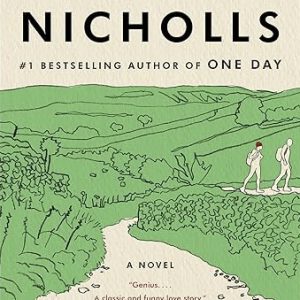 NICHOLLS
#1 BESTSELLING AUTHOR OF ONE DAY
A NOVEL
"Genius. . . .
A classic and funny love story."